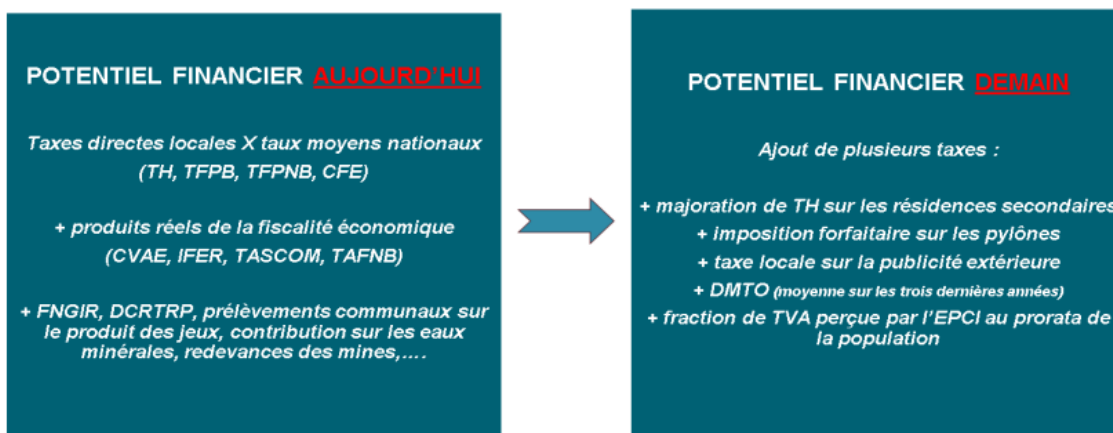 POTENTIEL FINANCIER AUJOURD'HUI
Taxes directes locales X taux moyens nationaux
(TH, TFPB, TFPNB, CFE)
+ produits réels de la fiscalité économique
(CVAE, IFER, TASCOM, TAFNB)
+ FNGIR, DCRTRP, prélèvements communaux sur
le produit des jeux, contribution sur les eaux
minérales, redevances des mines,....
POTENTIEL FINANCIER DEMAIN
Ajout de plusieurs taxes :
+ majoration de TH sur les résidences secondaires
+ imposition forfaitaire sur les pylônes
+ taxe locale sur la publicité extérieure
+ DMTO (moyenne sur les trois dernières années)
+ fraction de TVA perçue par l'EPCI au prorata de
la population